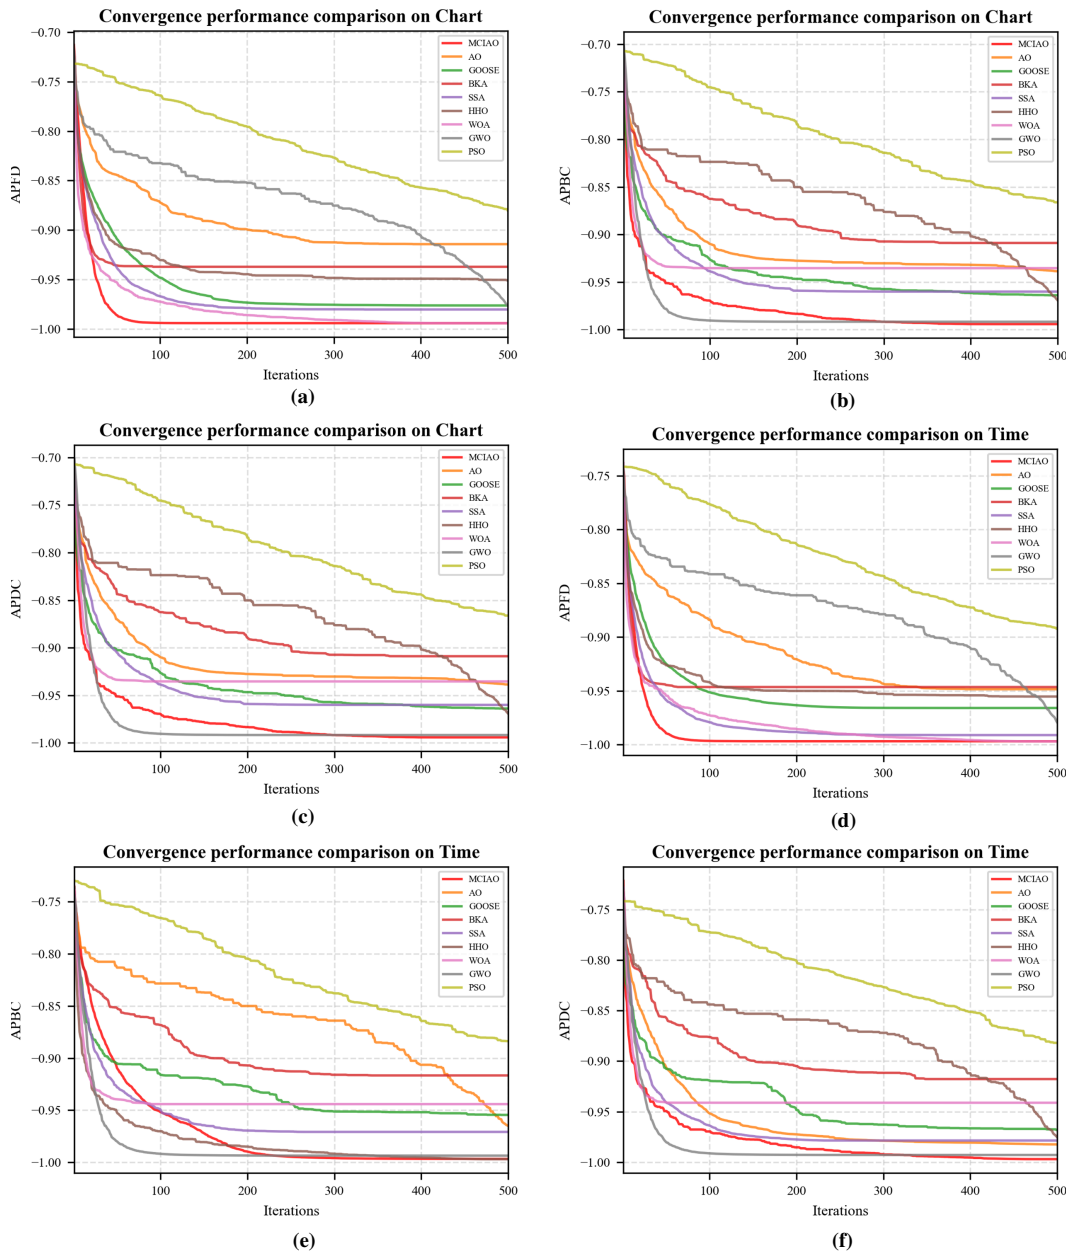 Convergence performance comparison on Chart
−0.70
−0.75
−0.80
−0.85
−0.90
−0.95
−1.00
APFD
MCIAO
AO
GOOSE
BKA
SSA
HHO
WOA
GWO
PSO
100
200
300
400
500
Iterations
(a)
Convergence performance comparison on Chart
−0.70
−0.75
−0.80
−0.85
−0.90
−0.95
−1.00
APBC
MCIAO
AO
GOOSE
BKA
SSA
HHO
WOA
GWO
PSO
100
200
300
400
500
Iterations
(b)
Convergence performance comparison on Chart
−0.70
−0.75
−0.80
−0.85
−0.90
−0.95
−1.00
APDC
MCIAO
AO
GOOSE
BKA
SSA
HHO
WOA
GWO
PSO
100
200
300
400
500
Iterations
(c)
Convergence performance comparison on Time
−0.75
−0.80
−0.85
−0.90
−0.95
−1.00
APFD
MCIAO
AO
GOOSE
BKA
SSA
HHO
WOA
GWO
PSO
100
200
300
400
500
Iterations
(d)
Convergence performance comparison on Time
−0.75
−0.80
−0.85
−0.90
−0.95
−1.00
APBC
MCIAO
AO
GOOSE
BKA
SSA
HHO
WOA
GWO
PSO
100
200
300
400
500
Iterations
(e)
Convergence performance comparison on Time
−0.75
−0.80
−0.85
−0.90
−0.95
−1.00
APDC
MCIAO
AO
GOOSE
BKA
SSA
HHO
WOA
GWO
PSO
100
200
300
400
500
Iterations
(f)